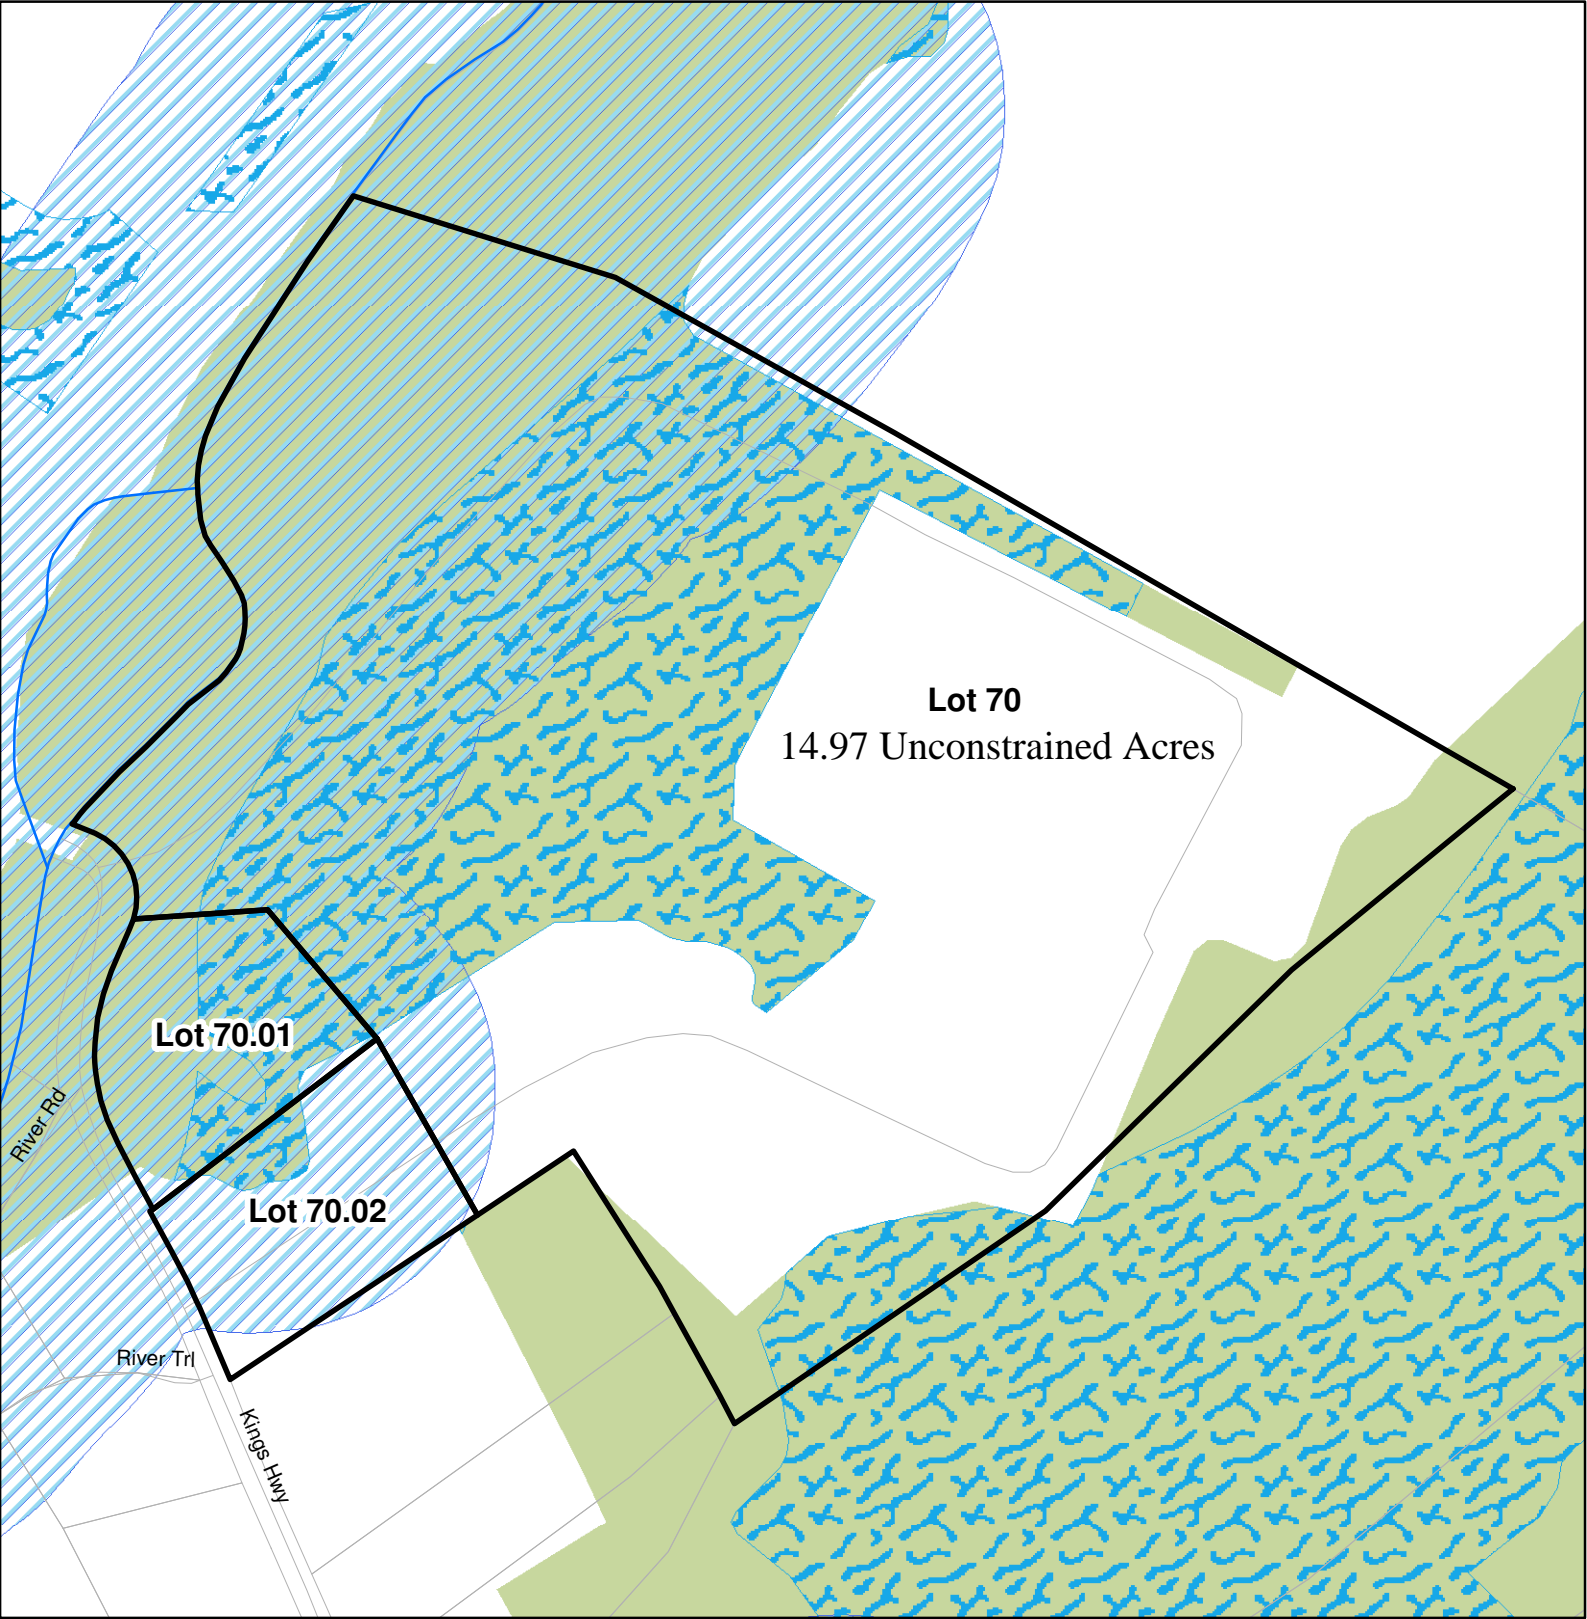 Lot 70
14.97 Unconstrained Acres
Lot 70.01
River Rd
Lot 70.02
River Trl
Kings Hwy